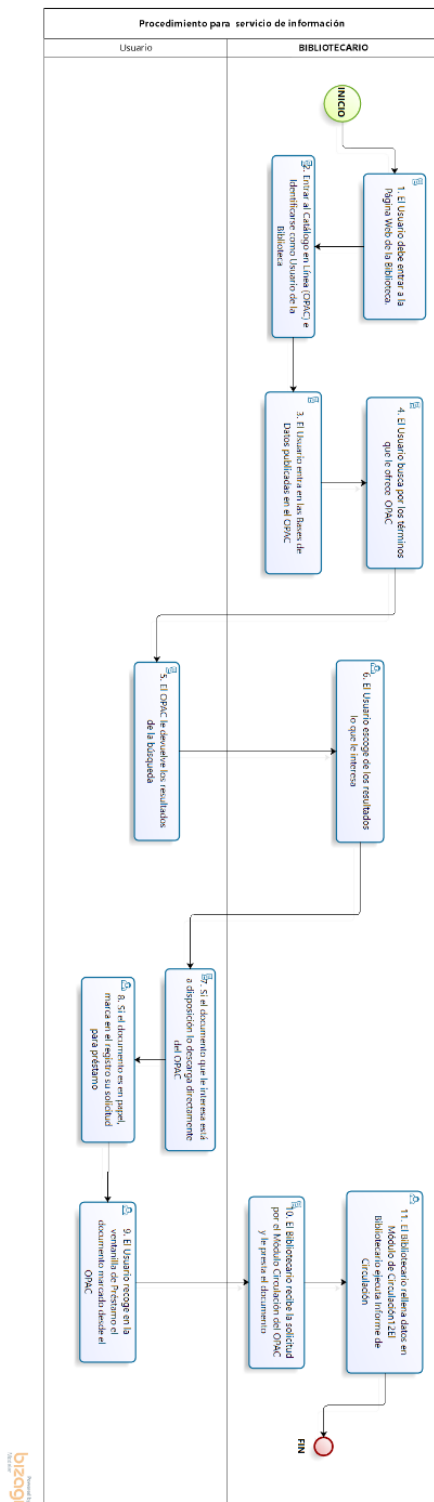 Procedimiento para servicio de información
Usuario
BIBLIOTECARIO
INICIO
1. El Usuario debe entrar a la
Página Web de la Biblioteca.
2. Entrar al Catálogo en Línea (OPAC) e
Identificarse como Usuario de la
Biblioteca
3. El Usuario entra en las Bases de
Datos publicadas en el OPAC
4. El Usuario busca por los términos
que le ofrece OPAC
5. El OPAC le devuelve los resultados
de la búsqueda
6. El Usuario escoge de los resultados
lo que le interesa
7. Si el documento que le interesa está
a disposición lo descarga directamente
del OPAC
8. Si el documento es en papel,
marca en el registro su solicitud
para préstamo
9. El Usuario recoge en la
ventanilla de Préstamo el
documento marcado desde el
OPAC
10. El Bibliotecario recibe la solicitud
por el Módulo Circulación del OPAC
y le presta el documento
11. El Bibliotecario rellena datos en
Módulo de Circulación12El
Bibliotecario ejecuta Informe de
Circulación
FIN
Powered by
bizagi
Modeler